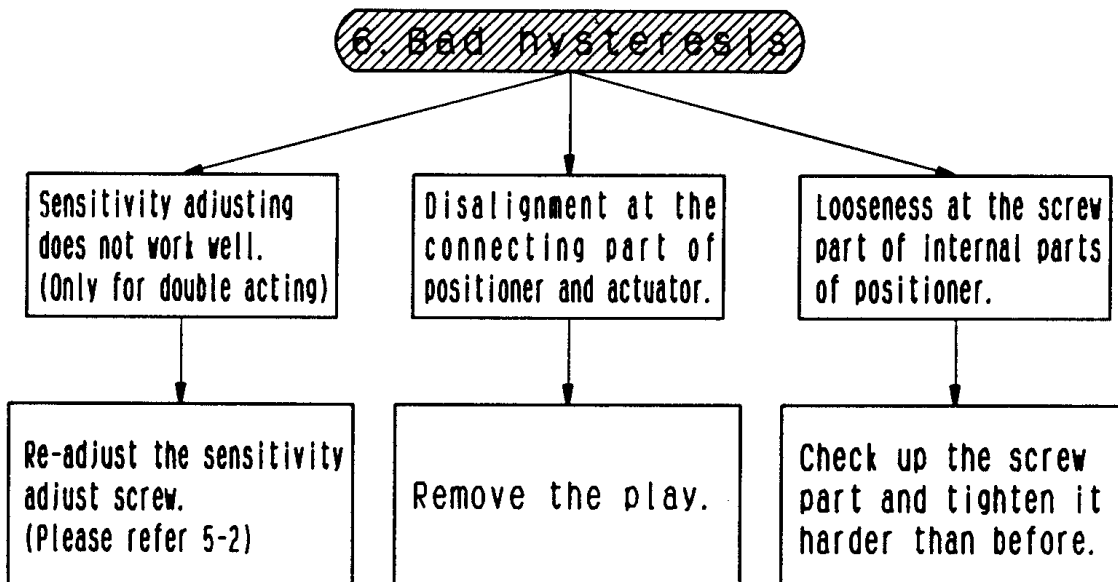 6. Bad hysteresis
Sensitivity adjusting
does not work well.
(Only for double acting)
Disalignment at the
connecting part of
positioner and actuator.
Looseness at the screw
part of internal parts
of positioner.
Re-adjust the sensitivity
adjust screw.
(Please refer 5-2)
Remove the play.
Check up the screw
part and tighten it
harder than before.